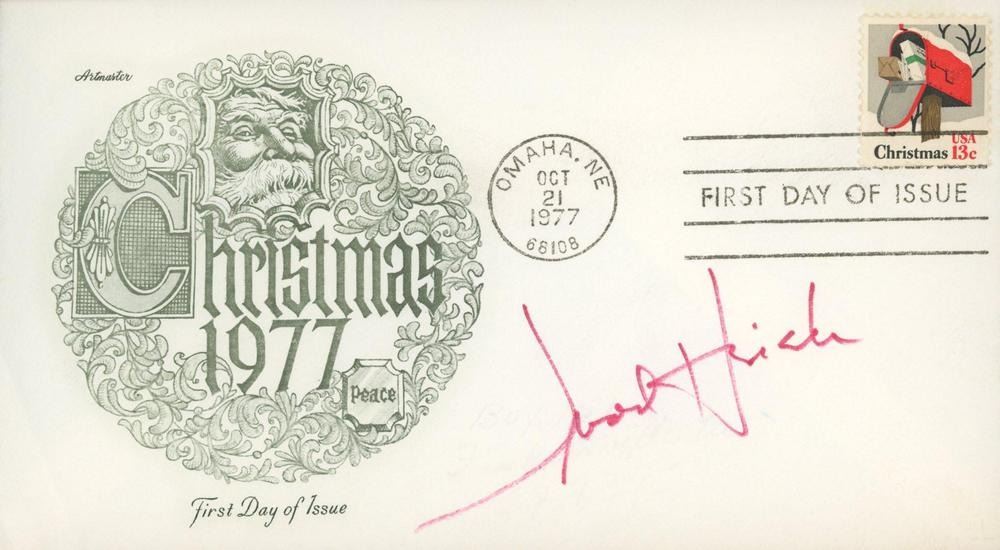 Artmaster
Christmas
1977
Peace
First Day of Issue
OMAHA, NE
OCT
21
1977
68108
USA
Christmas 13c
FIRST DAY OF ISSUE